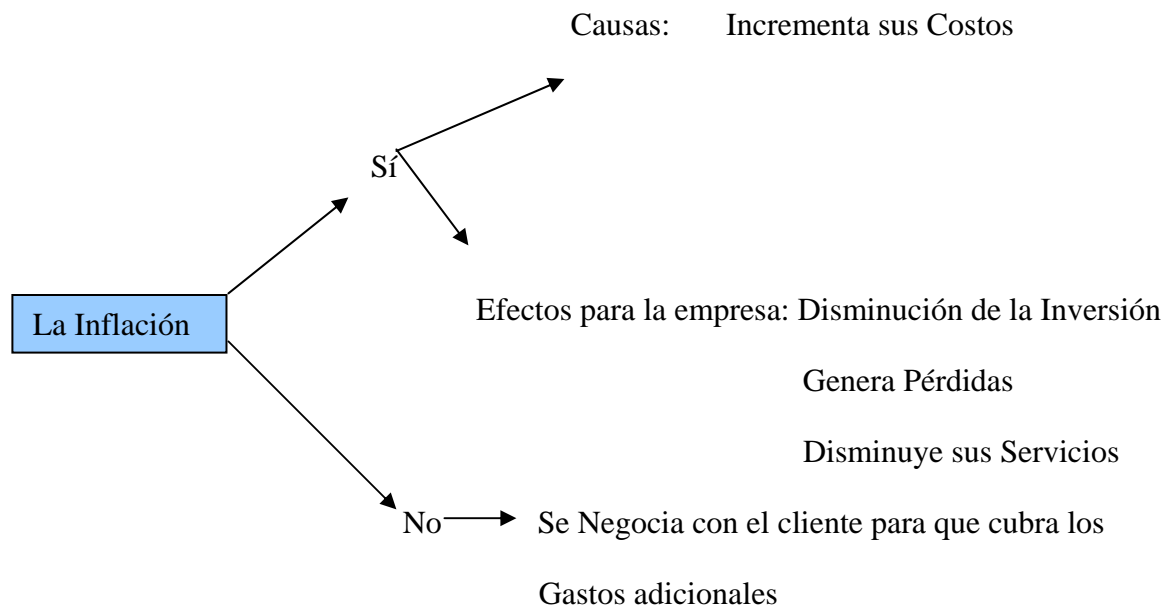 Causas: Incrementa sus Costos
Sí
La Inflación
Efectos para la empresa: Disminución de la Inversión
Genera Pérdidas
Disminuye sus Servicios
No
Se Negocia con el cliente para que cubra los
Gastos adicionales